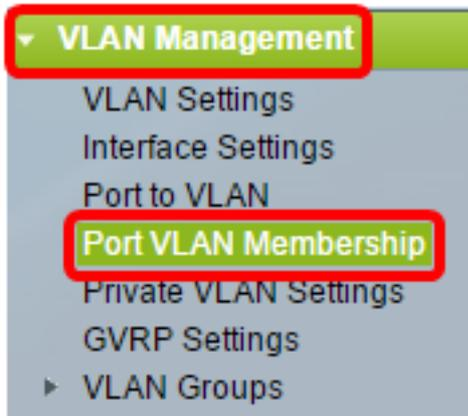 VLAN Management
VLAN Settings
Interface Settings
Port to VLAN
Port VLAN Membership
Private VLAN Settings
GVRP Settings
VLAN Groups